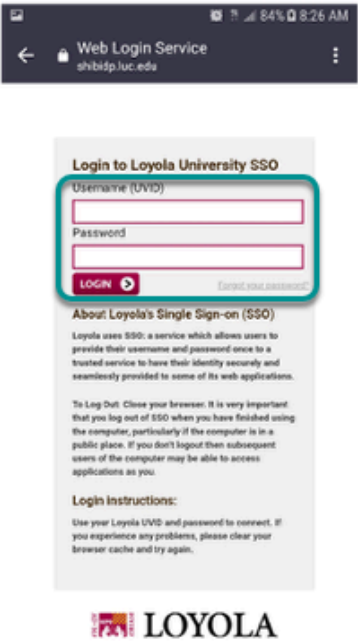 84% 8:26 AM
Web Login Service
shibidp.luc.edu
Login to Loyola University SSO
Username (UVID)
Password
LOGIN
Forgot your password?
About Loyola's Single Sign-on (SSO)
Loyola uses SSO: a service which allows users to
provide their username and password once to a
trusted service to have their identity securely and
seamlessly provided to some of its web applications.
To Log Out: Close your browser. It is very important
that you log out of SSO when you have finished using
the computer, particularly if the computer is in a
public place. If you don't logout then subsequent
users of the computer may be able to access
applications as you.
Login instructions:
Use your Loyola UVID and password to connect. If
you experience any problems, please clear your
browser cache and try again.
LOYOLA